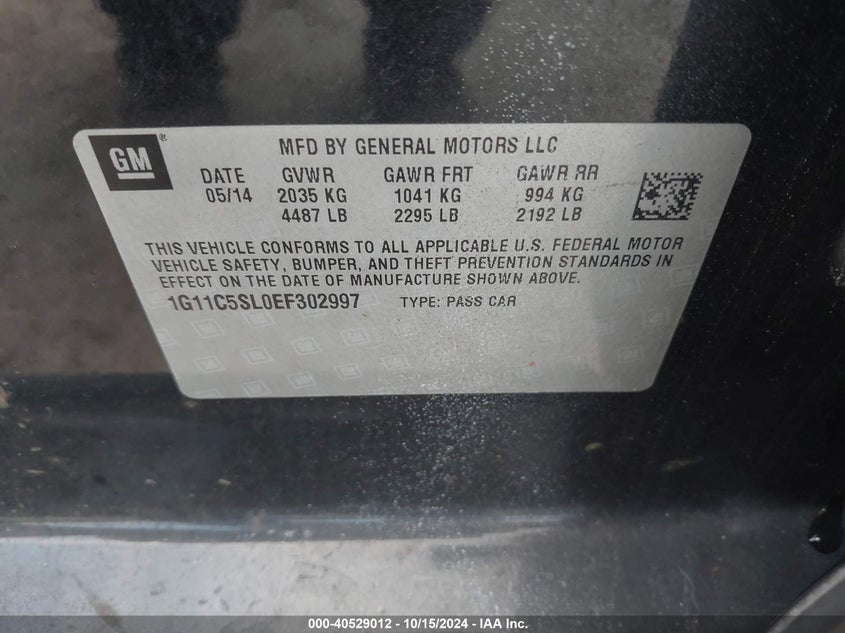 GM®
MFD BY GENERAL MOTORS LLC
DATE GVWR GAWR FRT GAWR RR
05/14 2035 KG 1041 KG 994 KG
4487 LB 2295 LB 2192 LB
THIS VEHICLE CONFORMS TO ALL APPLICABLE U.S. FEDERAL MOTOR
VEHICLE SAFETY, BUMPER, AND THEFT PREVENTION STANDARDS IN
EFFECT ON THE DATE OF MANUFACTURE SHOWN ABOVE.
1G11C5SL0EF302997 TYPE: PASS CAR
000-40529012 - 10/15/2024 - IAA Inc.